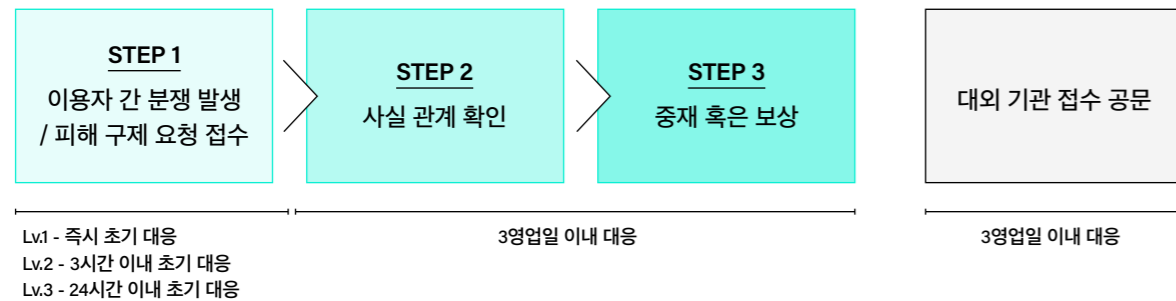 STEP 1
이용자 간 분쟁 발생
/ 피해 구제 요청 접수
STEP 2
사실 관계 확인
STEP 3
중재 혹은 보상
대외 기관 접수 공문
Lv.1 - 즉시 초기 대응
Lv.2 - 3시간 이내 초기 대응
Lv.3 - 24시간 이내 초기 대응
3영업일 이내 대응
3영업일 이내 대응